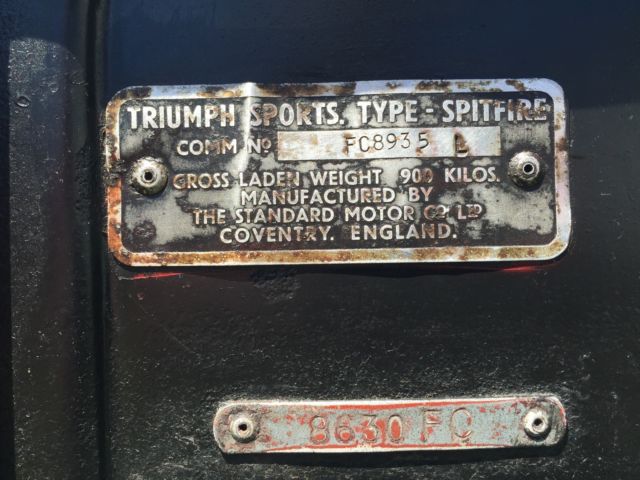 TRIUMPH SPORTS. TYPE - SPITFIRE
COMM Nº FC8935 L
GROSS LADEN WEIGHT 900 KILOS.
MANUFACTURED BY
THE STANDARD MOTOR Cº. Lᵀᴰ
COVENTRY. ENGLAND.
8630 FC